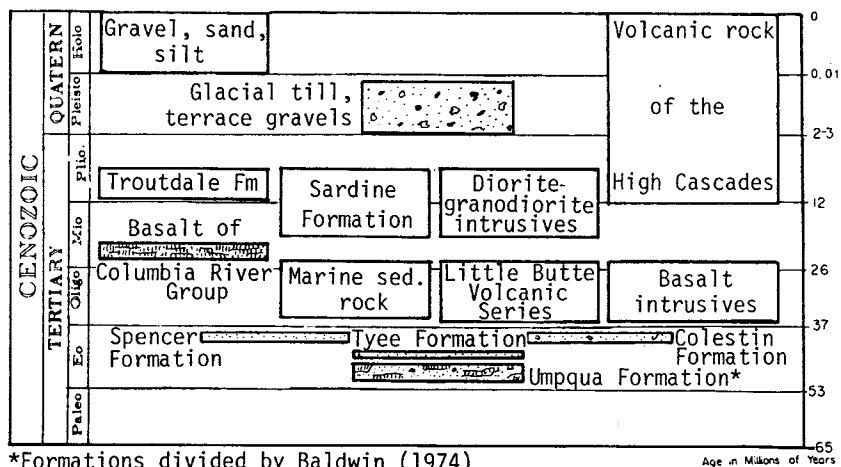 CENOZOIC
QUATERN
TERTIARY
Holo
Pleisto
Plio.
Mio
Oligo
Eo
Paleo
Gravel, sand,
silt
Glacial till,
terrace gravels
Volcanic rock
of the
High Cascades
Troutdale Fm
Sardine
Formation
Diorite-
granodiorite
intrusives
Basalt of
Columbia River
Group
Marine sed.
rock
Little Butte
Volcanic
Series
Basalt
intrusives
Spencer
Formation
Tyee Formation
Colestin
Formation
Umpqua Formation*
0
0.01
2-3
12
26
37
53
65
*Formations divided by Baldwin (1974)
Age in Millions of Years